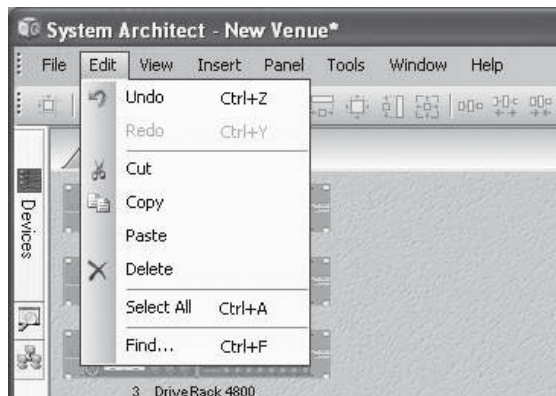 System Architect - New Venue*
File Edit View Insert Panel Tools Window Help
Undo Ctrl+Z
Redo Ctrl+Y
Cut
Copy
Paste
Delete
Select All Ctrl+A
Find... Ctrl+F
Devices
3 DriveRack 4800